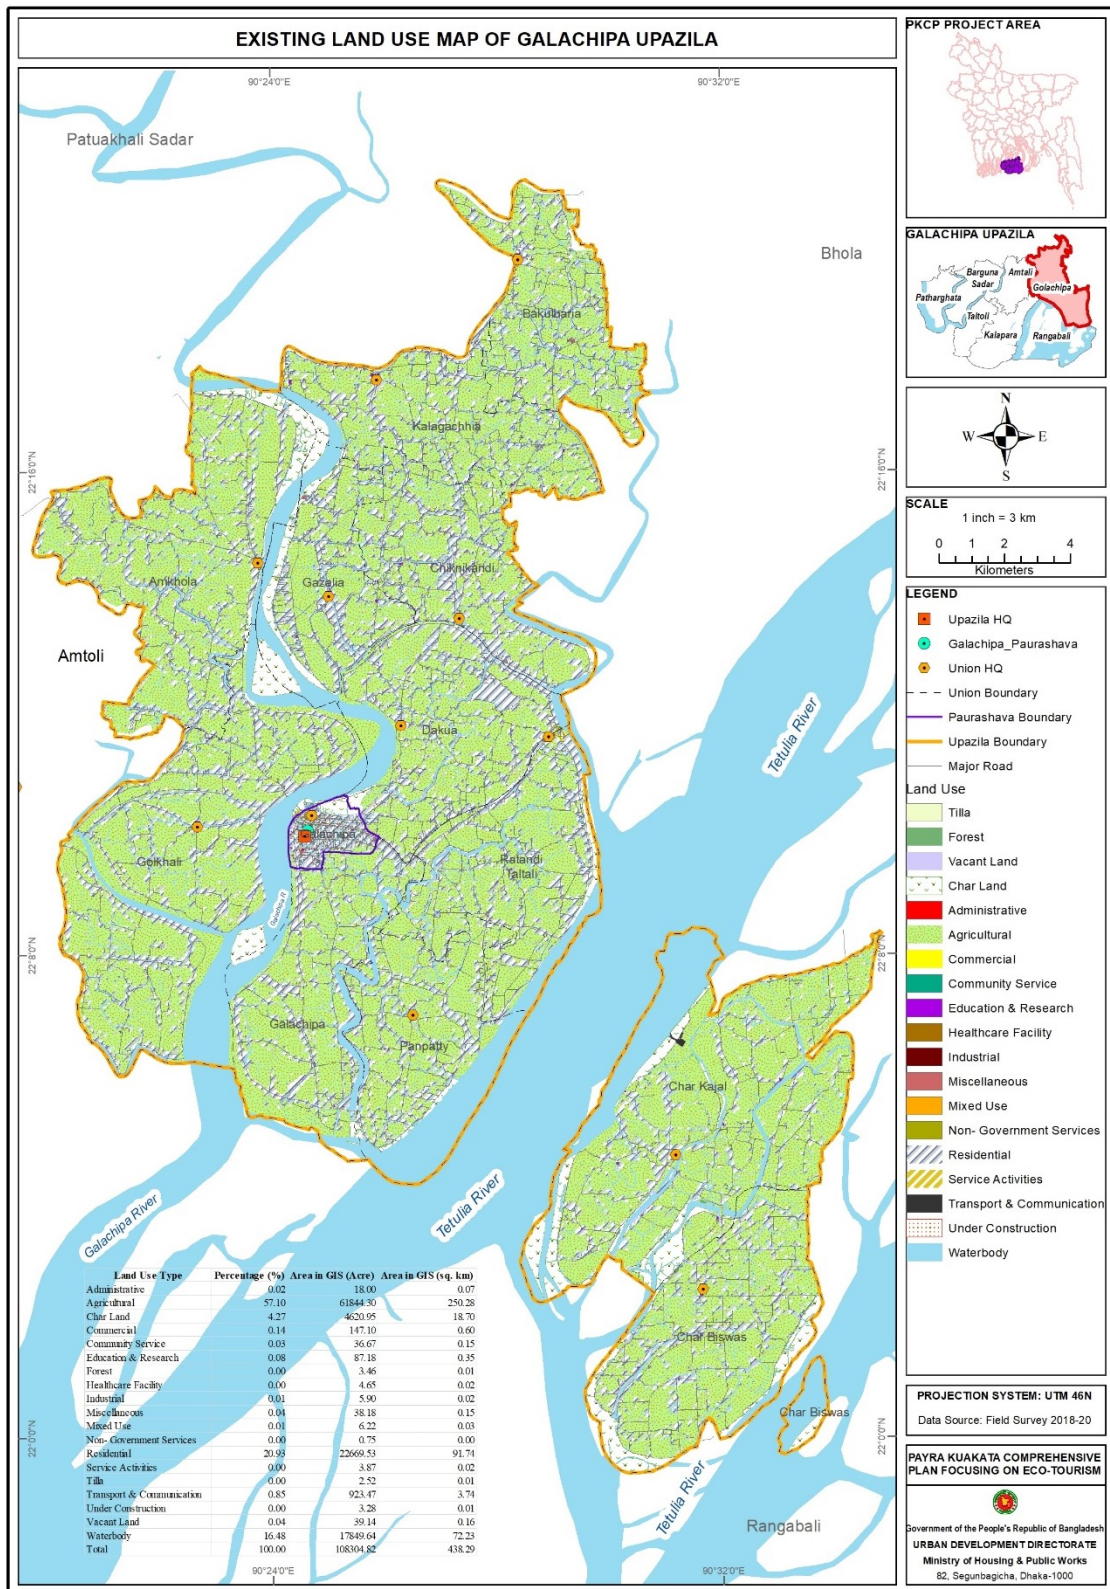 EXISTING LAND USE MAP OF GALACHIPA UPAZILA
90°24'0"E
90°32'0"E
Patuakhali Sadar
Bhola
Bakulbaria
Kalagachhia
22°16'0"N
22°16'0"N
Amkhola
Gazalia
Chiknikandi
Amtoli
Dakua
Tetulia River
Galachipa
Golkhali
Ratandi
Taltali
Galachipa R
22°8'0"N
22°8'0"N
Galachipa
Panpatty
Char Kajal
Galachipa River
Tetulia River
Char Biswas
Char Biswas
22°0'0"N
22°0'0"N
Tetulia River
Rangabali
90°24'0"E
90°32'0"E
Land Use Type Percentage (%) Area in GIS (Acre) Area in GIS (sq. km)
Administrative 0.02 18.00 0.07
Agricultural 57.10 61844.30 250.28
Char Land 4.27 4620.95 18.70
Commercial 0.14 147.10 0.60
Community Service 0.03 36.67 0.15
Education & Research 0.08 87.18 0.35
Forest 0.00 3.46 0.01
Healthcare Facility 0.00 4.65 0.02
Industrial 0.01 5.90 0.02
Miscellaneous 0.04 38.18 0.15
Mixed Use 0.01 6.22 0.03
Non- Government Services 0.00 0.75 0.00
Residential 20.93 22669.53 91.74
Service Activities 0.00 3.87 0.02
Tilla 0.00 2.52 0.01
Transport & Communication 0.85 923.47 3.74
Under Construction 0.00 3.28 0.01
Vacant Land 0.04 39.14 0.16
Waterbody 16.48 17849.64 72.23
Total 100.00 108304.82 438.29
PKCP PROJECT AREA
GALACHIPA UPAZILA
Barguna
Sadar
Amtali
Golachipa
Patharghata
Taltoli
Kalapara
Rangabali
N
W
E
S
SCALE
1 inch = 3 km
0 1 2 4
Kilometers
LEGEND
Upazila HQ
Galachipa_Paurashava
Union HQ
Union Boundary
Paurashava Boundary
Upazila Boundary
Major Road
Land Use
Tilla
Forest
Vacant Land
Char Land
Administrative
Agricultural
Commercial
Community Service
Education & Research
Healthcare Facility
Industrial
Miscellaneous
Mixed Use
Non- Government Services
Residential
Service Activities
Transport & Communication
Under Construction
Waterbody
PROJECTION SYSTEM: UTM 46N
Data Source: Field Survey 2018-20
PAYRA KUAKATA COMPREHENSIVE
PLAN FOCUSING ON ECO-TOURISM
Government of the People's Republic of Bangladesh
URBAN DEVELOPMENT DIRECTORATE
Ministry of Housing & Public Works
82, Segunbagicha, Dhaka-1000